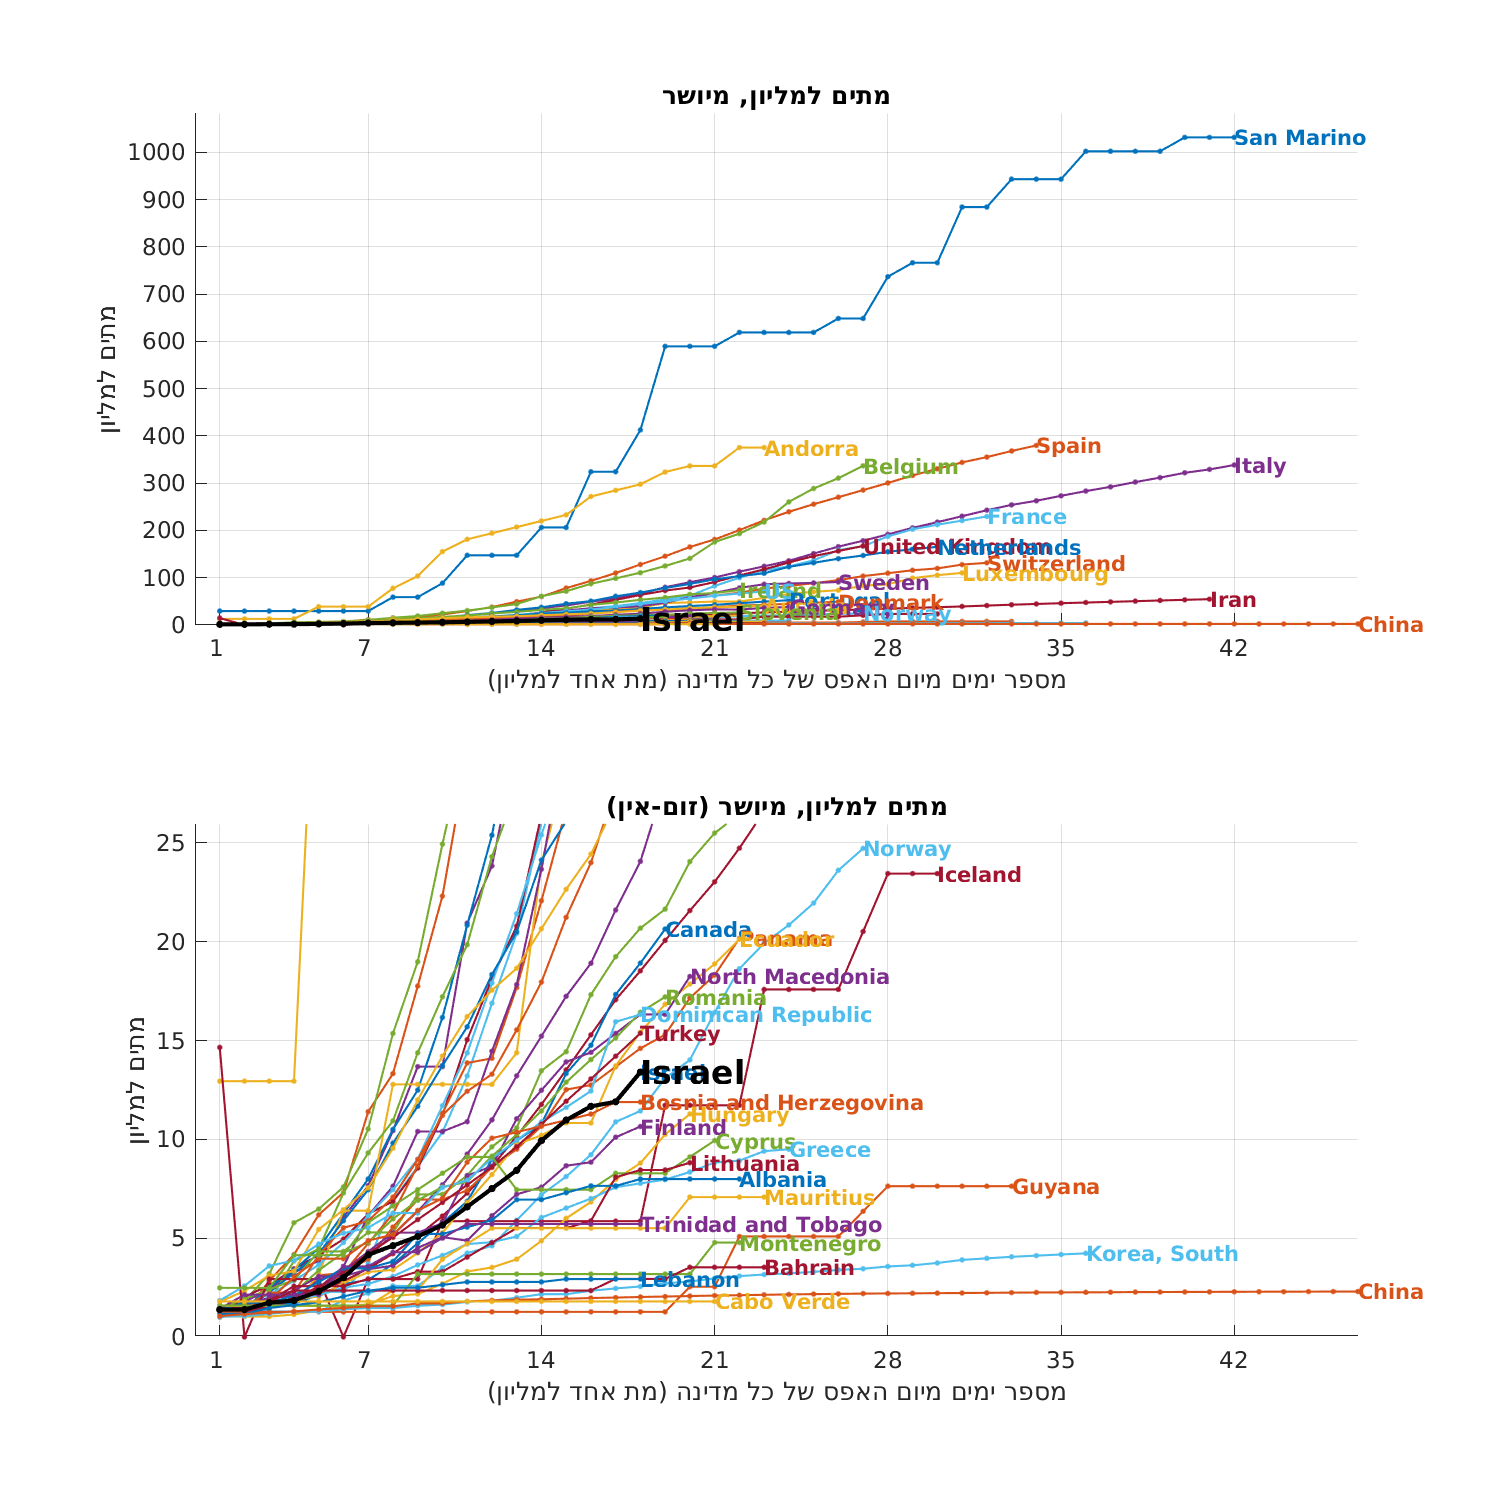 מתים למליון, מיושר
מתים למליון
1000
900
800
700
600
500
400
300
200
100
0
San Marino
Andorra
Spain
Belgium
Italy
France
United Kingdom
Netherlands
Switzerland
Luxembourg
Sweden
Ireland
Portugal
Denmark
Germany
Iran
Norway
Israel
China
1 7 14 21 28 35 42
מספר ימים מיום האפס של כל מדינה (מת אחד למליון)
מתים למליון, מיושר (זום-אין)
מתים למליון
25
20
15
10
5
0
Norway
Iceland
Canada
Panama
Ecuador
North Macedonia
Romania
Dominican Republic
Turkey
Israel
Israel
Bosnia and Herzegovina
Hungary
Finland
Cyprus
Greece
Lithuania
Albania
Guyana
Mauritius
Trinidad and Tobago
Montenegro
Korea, South
Bahrain
Lebanon
China
Cabo Verde
1 7 14 21 28 35 42
מספר ימים מיום האפס של כל מדינה (מת אחד למליון)